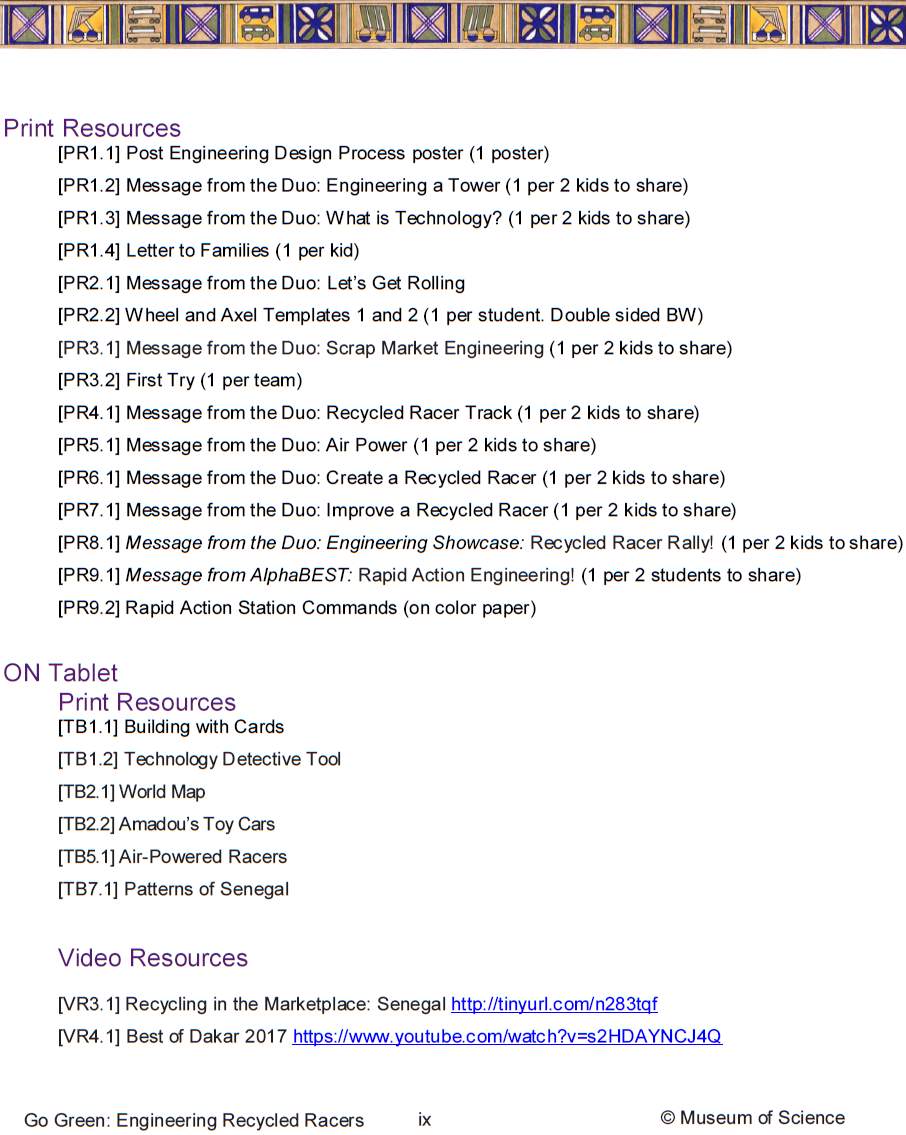 Print Resources
[PR1.1] Post Engineering Design Process poster (1 poster)
[PR1.2] Message from the Duo: Engineering a Tower (1 per 2 kids to share)
[PR1.3] Message from the Duo: What is Technology? (1 per 2 kids to share)
[PR1.4] Letter to Families (1 per kid)
[PR2.1] Message from the Duo: Let's Get Rolling
[PR2.2] Wheel and Axel Templates 1 and 2 (1 per student. Double sided BW)
[PR3.1] Message from the Duo: Scrap Market Engineering (1 per 2 kids to share)
[PR3.2] First Try (1 per team)
[PR4.1] Message from the Duo: Recycled Racer Track (1 per 2 kids to share)
[PR5.1] Message from the Duo: Air Power (1 per 2 kids to share)
[PR6.1] Message from the Duo: Create a Recycled Racer (1 per 2 kids to share)
[PR7.1] Message from the Duo: Improve a Recycled Racer (1 per 2 kids to share)
[PR8.1] Message from the Duo: Engineering Showcase: Recycled Racer Rally! (1 per 2 kids to share)
[PR9.1] Message from AlphaBEST: Rapid Action Engineering! (1 per 2 students to share)
[PR9.2] Rapid Action Station Commands (on color paper)
ON Tablet
Print Resources
[TB1.1] Building with Cards
[TB1.2] Technology Detective Tool
[TB2.1] World Map
[TB2.2] Amadou's Toy Cars
[TB5.1] Air-Powered Racers
[TB7.1] Patterns of Senegal
Video Resources
[VR3.1] Recycling in the Marketplace: Senegal http://tinyurl.com/n283tqf
[VR4.1] Best of Dakar 2017 https://www.youtube.com/watch?v=s2HDAYNCJ4Q
Go Green: Engineering Recycled Racers ix © Museum of Science